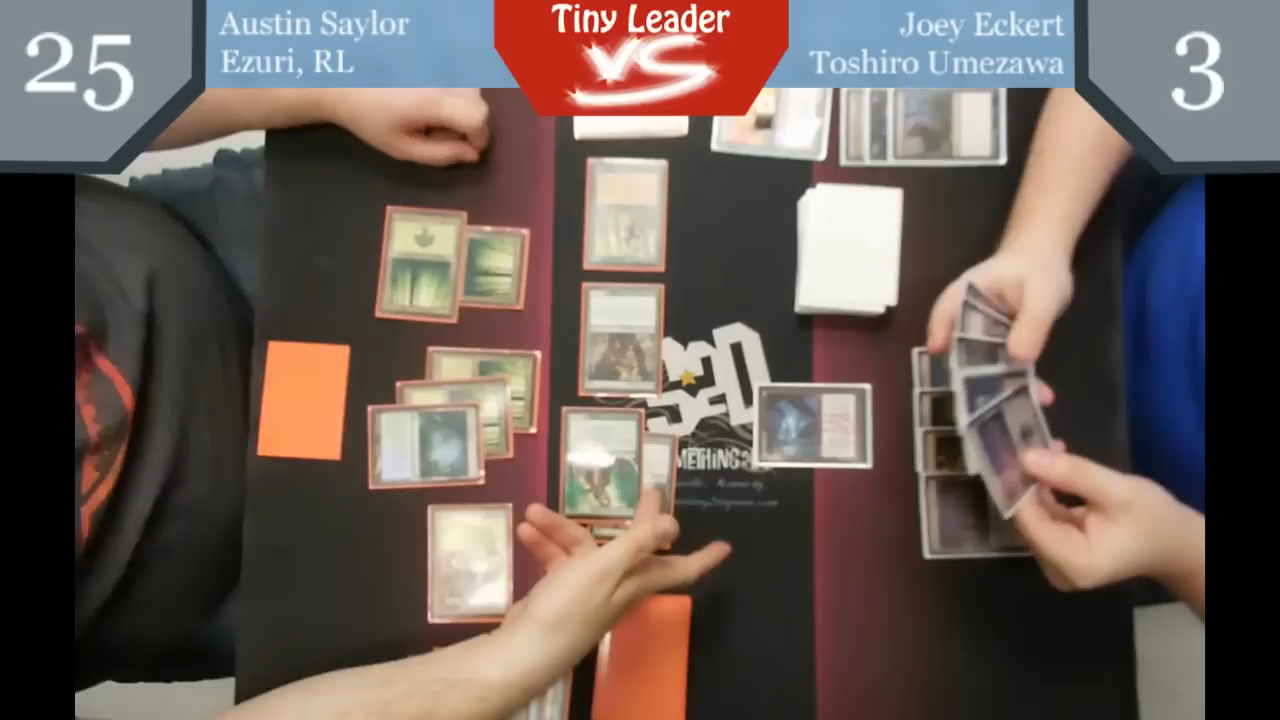 25
Austin Saylor
Ezuri, RL
Tiny Leader
VS
Joey Eckert
Toshiro Umezawa
3